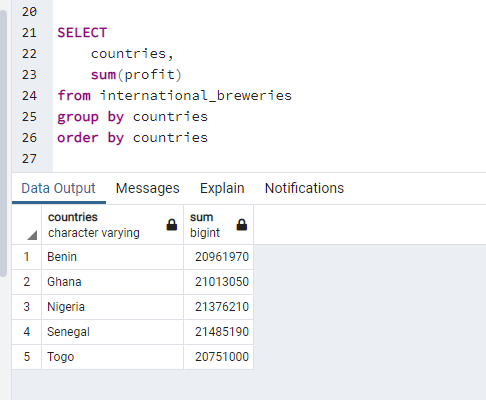 20
21 SELECT
22 countries,
23 sum(profit)
24 from international_breweries
25 group by countries
26 order by countries
27
Data Output Messages Explain Notifications
countries sum
character varying bigint
1 Benin 20961970
2 Ghana 21013050
3 Nigeria 21376210
4 Senegal 21485190
5 Togo 20751000